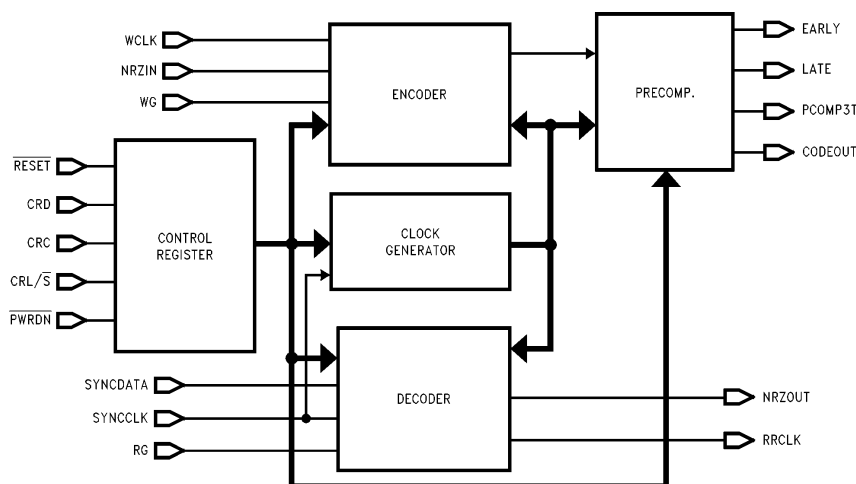 WCLK
NRZIN
WG
ENCODER
PRECOMP.
EARLY
LATE
PCOMP3T
CODEOUT
RESET
CRD
CRC
CRL/S
PWRDN
CONTROL
REGISTER
CLOCK
GENERATOR
SYNCDATA
SYNCCLK
RG
DECODER
NRZOUT
RRCLK